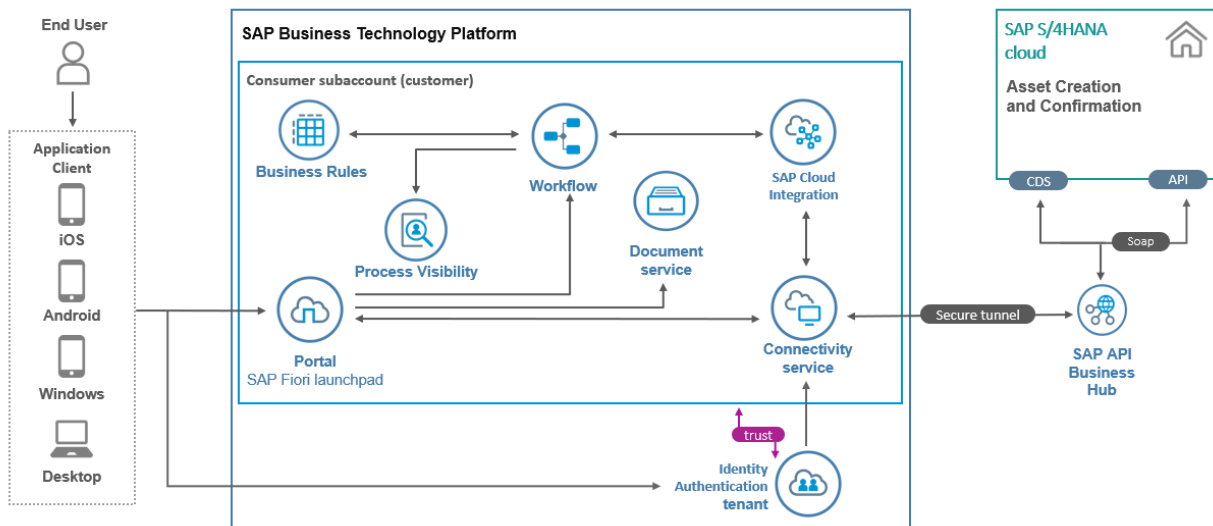 End User
Application
Client
iOS
Android
Windows
Desktop
SAP Business Technology Platform
Consumer subaccount (customer)
Business Rules
Workflow
SAP Cloud
Integration
Process Visibility
Document
service
Portal
SAP Fiori launchpad
Connectivity
service
trust
Identity
Authentication
tenant
Secure tunnel
SAP S/4HANA
cloud
Asset Creation
and Confirmation
CDS
API
Soap
SAP API
Business
Hub